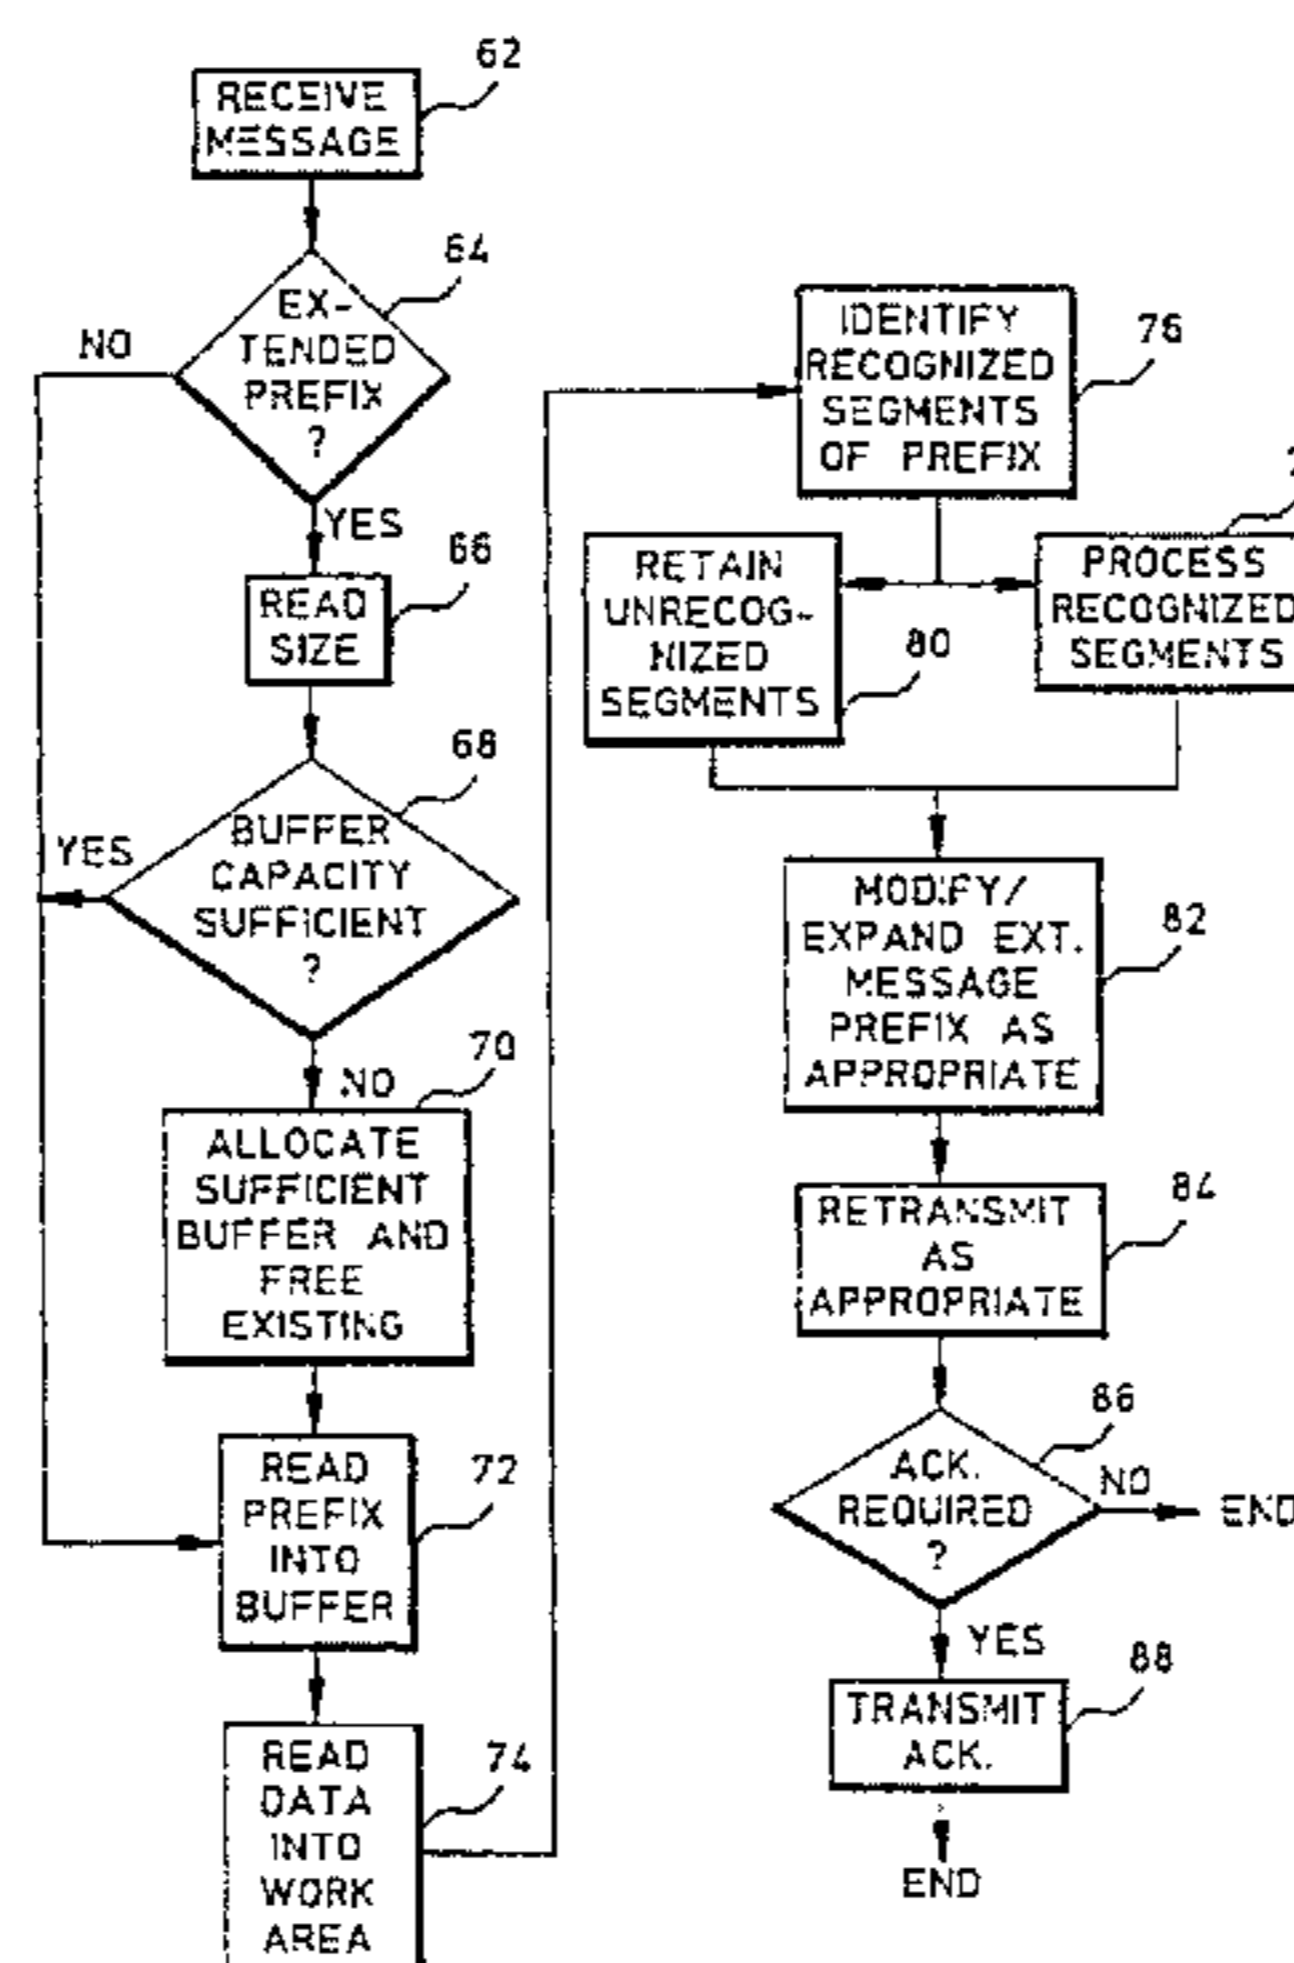 62
RECEIVE
MESSAGE
64
EX-
TENDED
PREFIX
?
NO
YES
66
READ
SIZE
68
BUFFER
CAPACITY
SUFFICIENT
?
YES
NO
70
ALLOCATE
SUFFICIENT
BUFFER AND
FREE
EXISTING
72
READ
PREFIX
INTO
BUFFER
74
READ
DATA
INTO
WORK
AREA
76
IDENTIFY
RECOGNIZED
SEGMENTS
OF PREFIX
RETAIN
UNRECOG-
NIZED
SEGMENTS
80
PROCESS
RECOGNIZED
SEGMENTS
82
MODIFY/
EXPAND EXT.
MESSAGE
PREFIX AS
APPROPRIATE
84
RETRANSMIT
AS
APPROPRIATE
86
ACK.
REQUIRED
?
NO
END
YES
88
TRANSMIT
ACK.
END